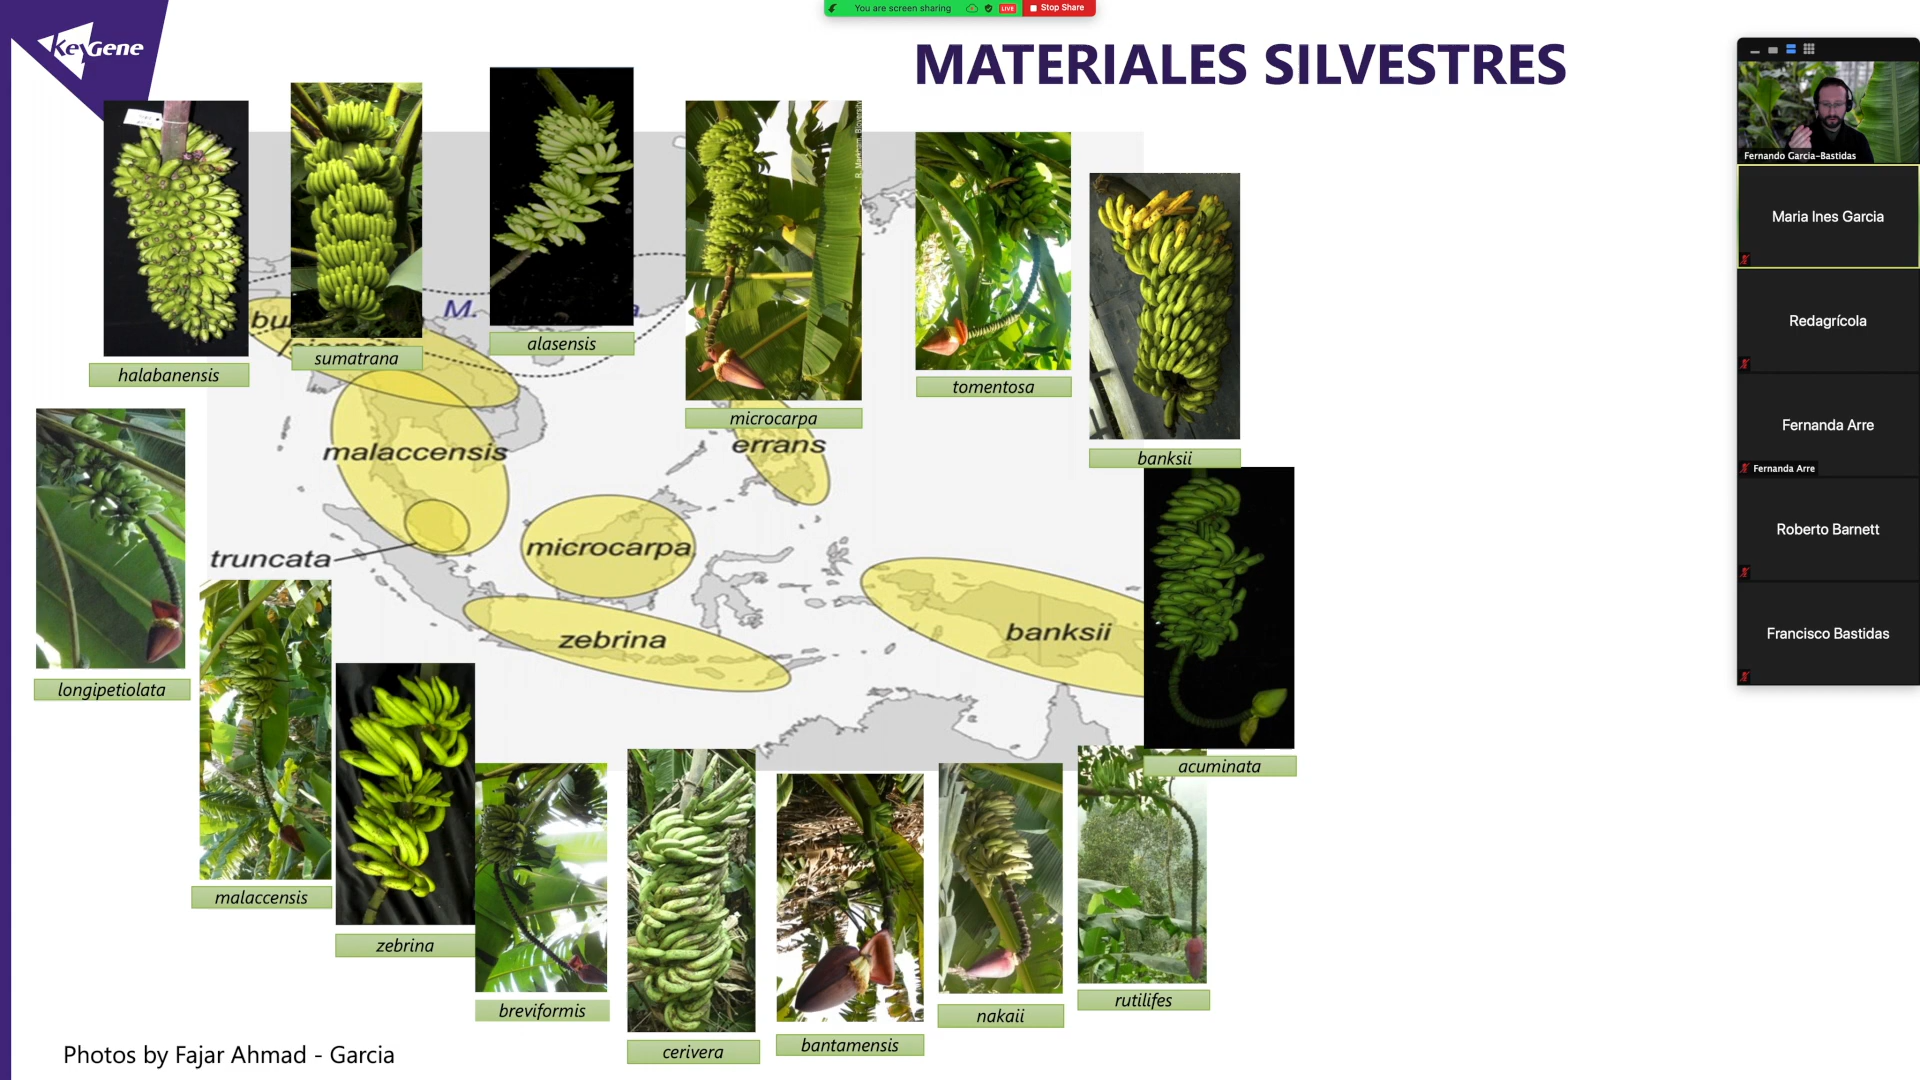 You are screen sharing
LIVE
Stop Share
KeyGene
MATERIALES SILVESTRES
Fernando Garcia-Bastidas
Maria Ines Garcia
Redagrícola
Fernanda Arre
Fernanda Arre
Roberto Barnett
Francisco Bastidas
M.
halabanensis
sumatrana
alasensis
microcarpa
tomentosa
banksii
malaccensis
errans
truncata
microcarpa
zebrina
banksii
longipetiolata
acuminata
malaccensis
zebrina
breviformis
cerivera
bantamensis
nakaii
rutilifes
Photos by Fajar Ahmad - Garcia